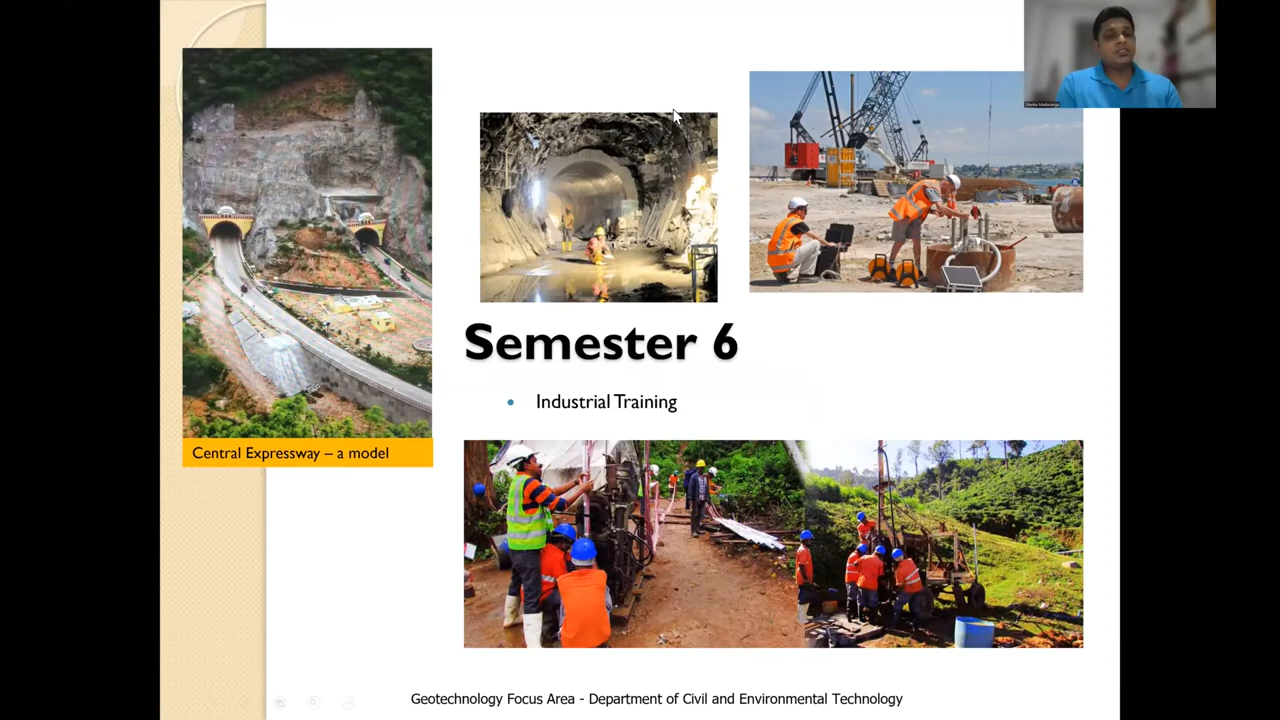 Semester 6
Industrial Training
Central Expressway – a model
Geotechnology Focus Area - Department of Civil and Environmental Technology